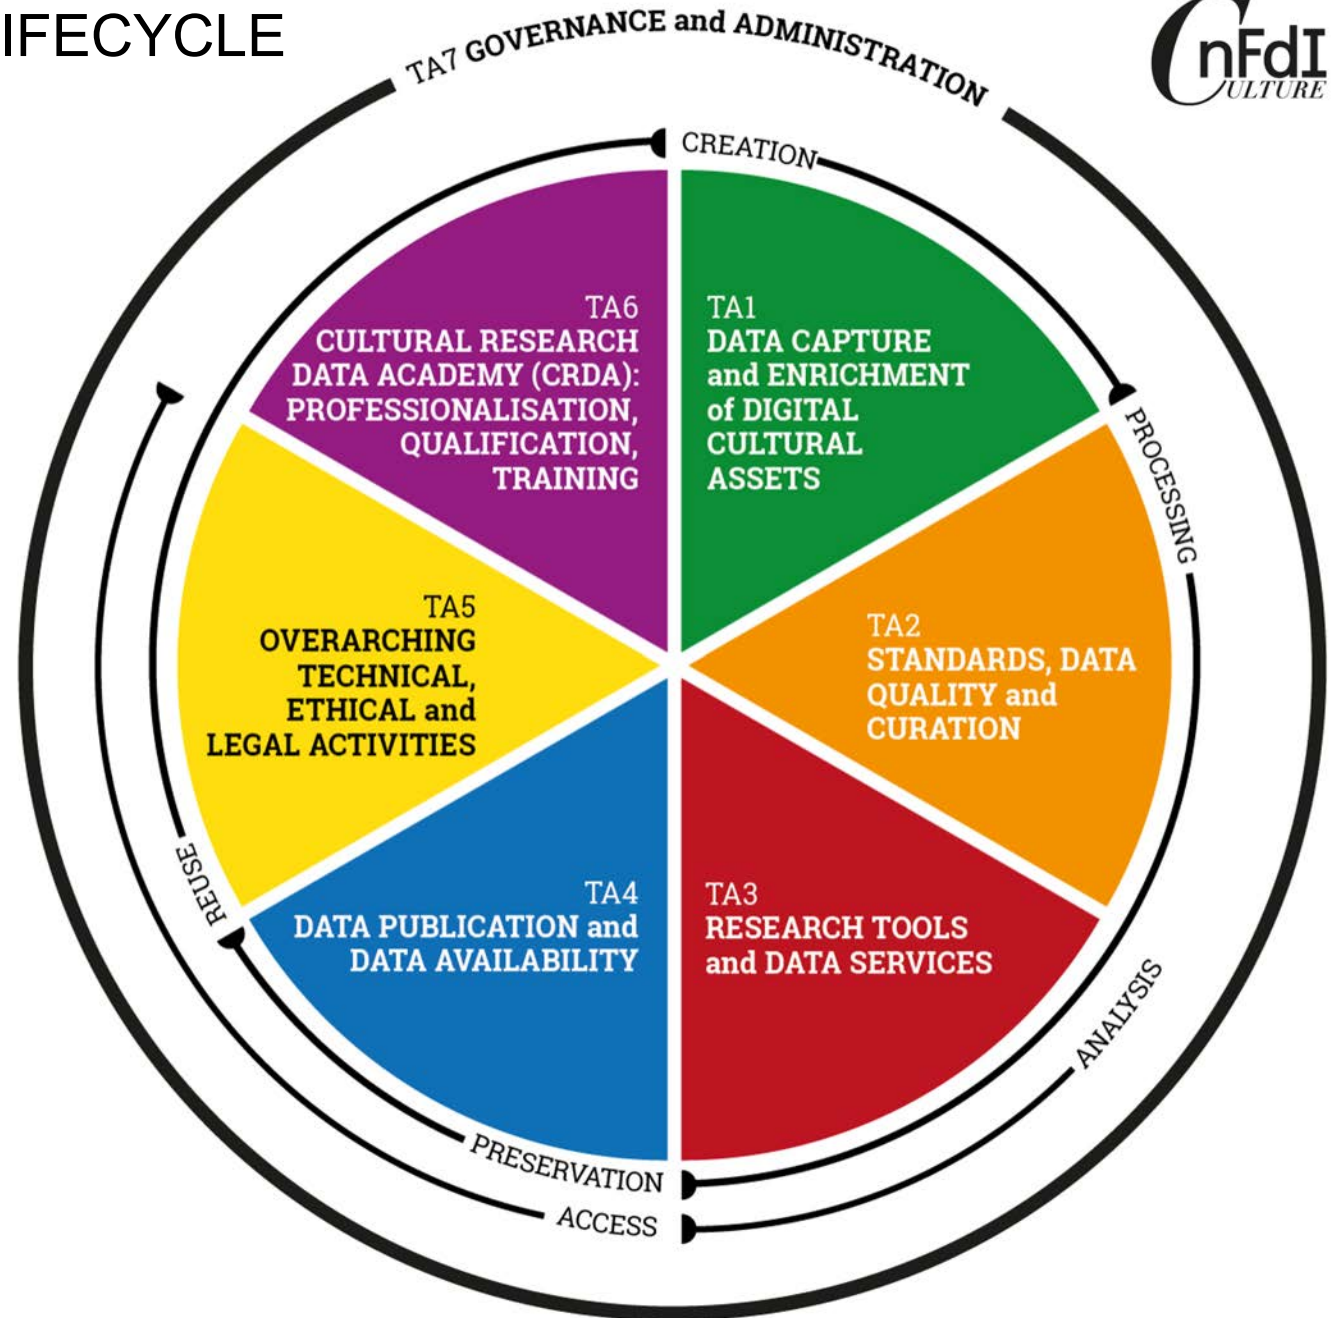 IFECYCLE
nFdI
CULTURE
TA7 GOVERNANCE and ADMINISTRATION
CREATION
PROCESSING
ANALYSIS
PRESERVATION
ACCESS
REUSE
TA6
CULTURAL RESEARCH
DATA ACADEMY (CRDA):
PROFESSIONALISATION,
QUALIFICATION,
TRAINING
TA1
DATA CAPTURE
and ENRICHMENT
of DIGITAL
CULTURAL
ASSETS
TA5
OVERARCHING
TECHNICAL,
ETHICAL and
LEGAL ACTIVITIES
TA2
STANDARDS, DATA
QUALITY and
CURATION
TA4
DATA PUBLICATION and
DATA AVAILABILITY
TA3
RESEARCH TOOLS
and DATA SERVICES